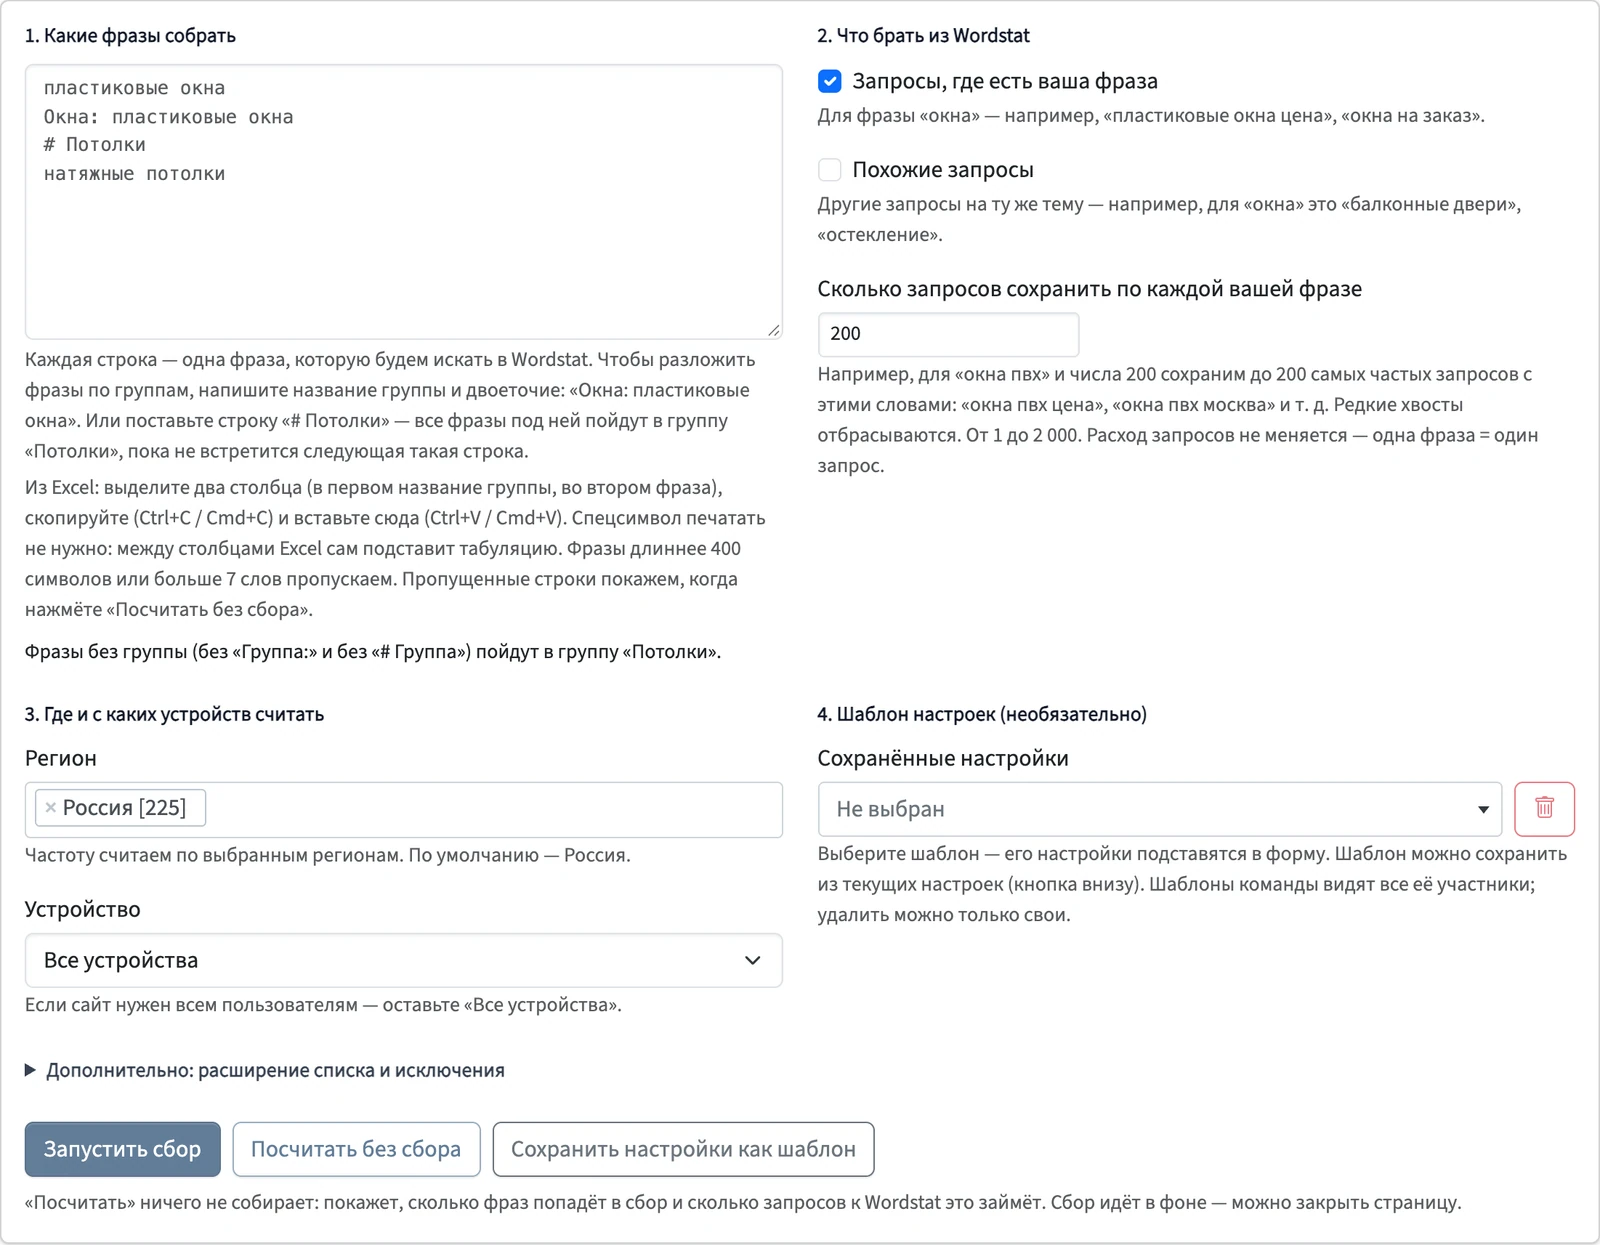 1. Какие фразы собрать
пластиковые окна
Окна: пластиковые окна
# Потолки
натяжные потолки
Каждая строка — одна фраза, которую будем искать в Wordstat. Чтобы разложить
фразы по группам, напишите название группы и двоеточие: «Окна: пластиковые
окна». Или поставьте строку «# Потолки» — все фразы под ней пойдут в группу
«Потолки», пока не встретится следующая такая строка.
Из Excel: выделите два столбца (в первом название группы, во втором фраза),
скопируйте (Ctrl+C / Cmd+C) и вставьте сюда (Ctrl+V / Cmd+V). Спецсимвол печатать
не нужно: между столбцами Excel сам подставит табуляцию. Фразы длиннее 400
символов или больше 7 слов пропускаем. Пропущенные строки покажем, когда
нажмёте «Посчитать без сбора».
Фразы без группы (без «Группа:» и без «# Группа») пойдут в группу «Потолки».
2. Что брать из Wordstat
Запросы, где есть ваша фраза
Для фразы «окна» — например, «пластиковые окна цена», «окна на заказ».
Похожие запросы
Другие запросы на ту же тему — например, для «окна» это «балконные двери»,
«остекление».
Сколько запросов сохранить по каждой вашей фразе
200
Например, для «окна пвх» и числа 200 сохраним до 200 самых частых запросов с
этими словами: «окна пвх цена», «окна пвх москва» и т. д. Редкие хвосты
отбрасываются. От 1 до 2 000. Расход запросов не меняется — одна фраза = один
запрос.
3. Где и с каких устройств считать
Регион
× Россия [225]
Частоту считаем по выбранным регионам. По умолчанию — Россия.
Устройство
Все устройства
Если сайт нужен всем пользователям — оставьте «Все устройства».
4. Шаблон настроек (необязательно)
Сохранённые настройки
Не выбран
Выберите шаблон — его настройки подставятся в форму. Шаблон можно сохранить
из текущих настроек (кнопка внизу). Шаблоны команды видят все её участники;
удалить можно только свои.
Дополнительно: расширение списка и исключения
Запустить сбор
Посчитать без сбора
Сохранить настройки как шаблон
«Посчитать» ничего не собирает: покажет, сколько фраз попадёт в сбор и сколько запросов к Wordstat это займёт. Сбор идёт в фоне — можно закрыть страницу.